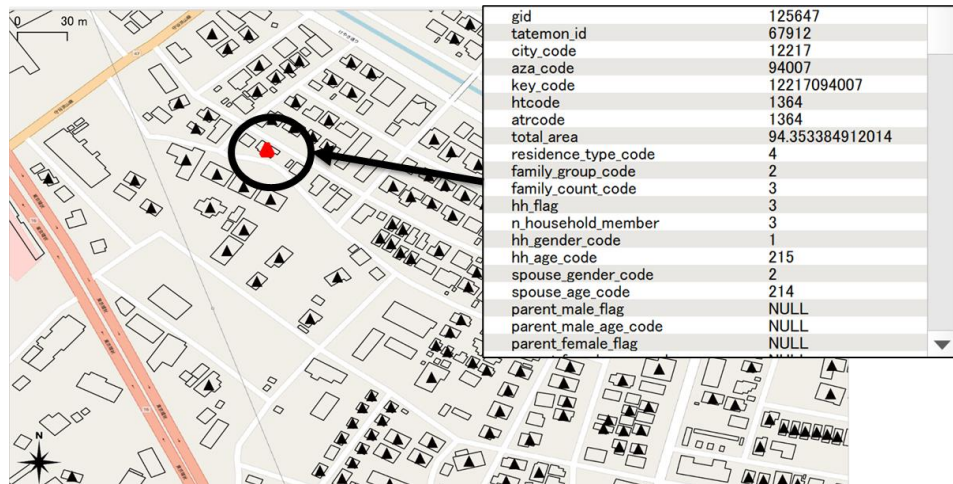 0 30 m
gid 125647
tatemon_id 67912
city_code 12217
aza_code 94007
key_code 12217094007
htcode 1364
atrcode 1364
total_area 94.353384912014
residence_type_code 4
family_group_code 2
family_count_code 3
hh_flag 3
n_household_member 3
hh_gender_code 1
hh_age_code 215
spouse_gender_code 2
spouse_age_code 214
parent_male_flag NULL
parent_male_age_code NULL
parent_female_flag NULL
N